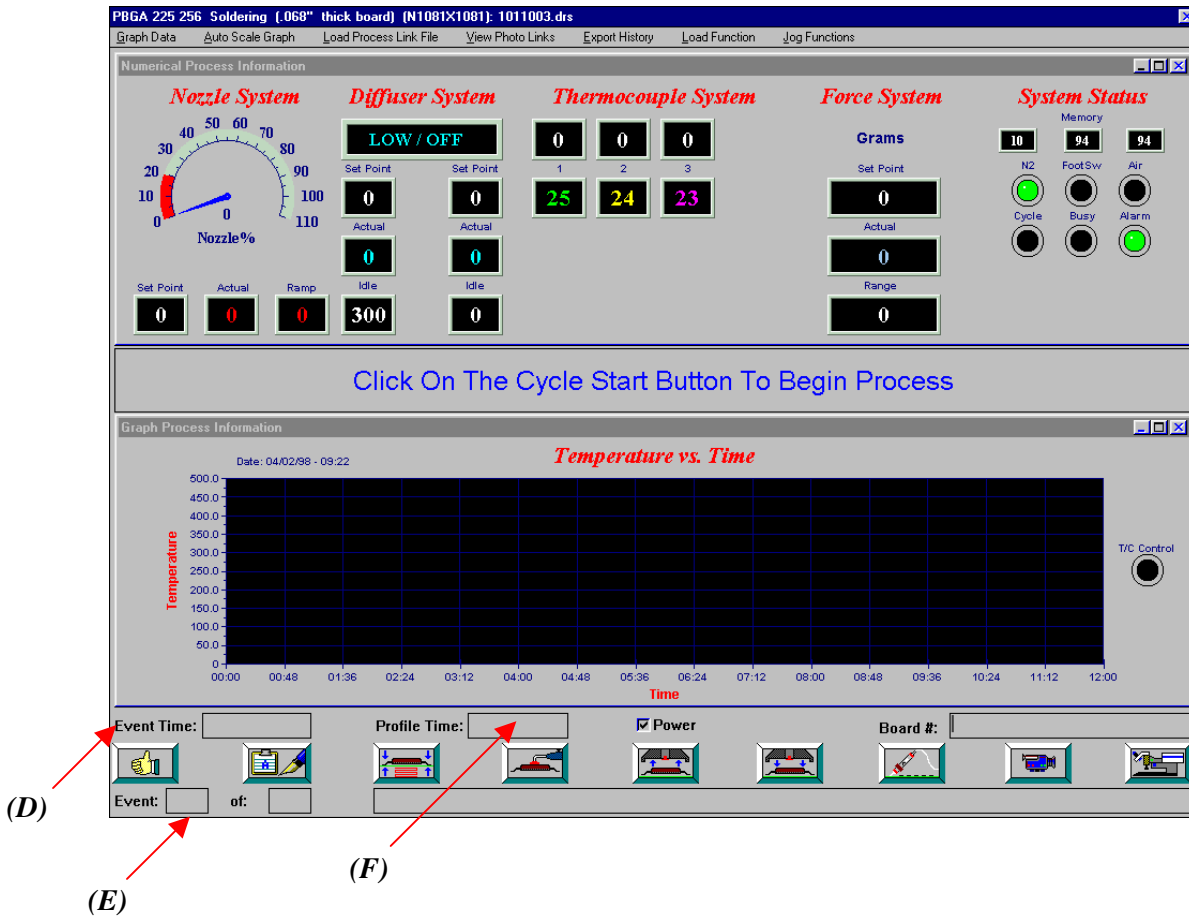 PBGA 225 256 Soldering (.068" thick board) (N1081X1081): 1011003.drs
Graph Data Auto Scale Graph Load Process Link File View Photo Links Export History Load Function Jog Functions
Numerical Process Information
Nozzle System Diffuser System Thermocouple System Force System System Status
0 10 20 30 40 50 60 70 80 90 100 110
0
Nozzle%
Set Point Actual Ramp
0 0 0
LOW / OFF
Set Point Set Point
0 0
Actual Actual
0 0
Idle Idle
300 0
0 0 0
1 2 3
25 24 23
Grams
Set Point
0
Actual
0
Range
0
Memory
10 94 94
N2 FootSw Air
Cycle Busy Alarm
Click On The Cycle Start Button To Begin Process
Graph Process Information
Date: 04/02/98 - 09:22
Temperature vs. Time
500.0
450.0
400.0
350.0
300.0
250.0
200.0
150.0
100.0
50.0
0
Temperature
T/C Control
00:00 00:48 01:36 02:24 03:12 04:00 04:48 05:36 06:24 07:12 08:00 08:48 09:36 10:24 11:12 12:00
Time
Event Time: Profile Time: Power Board #:
A
Event: of:
(D)
(E)
(F)